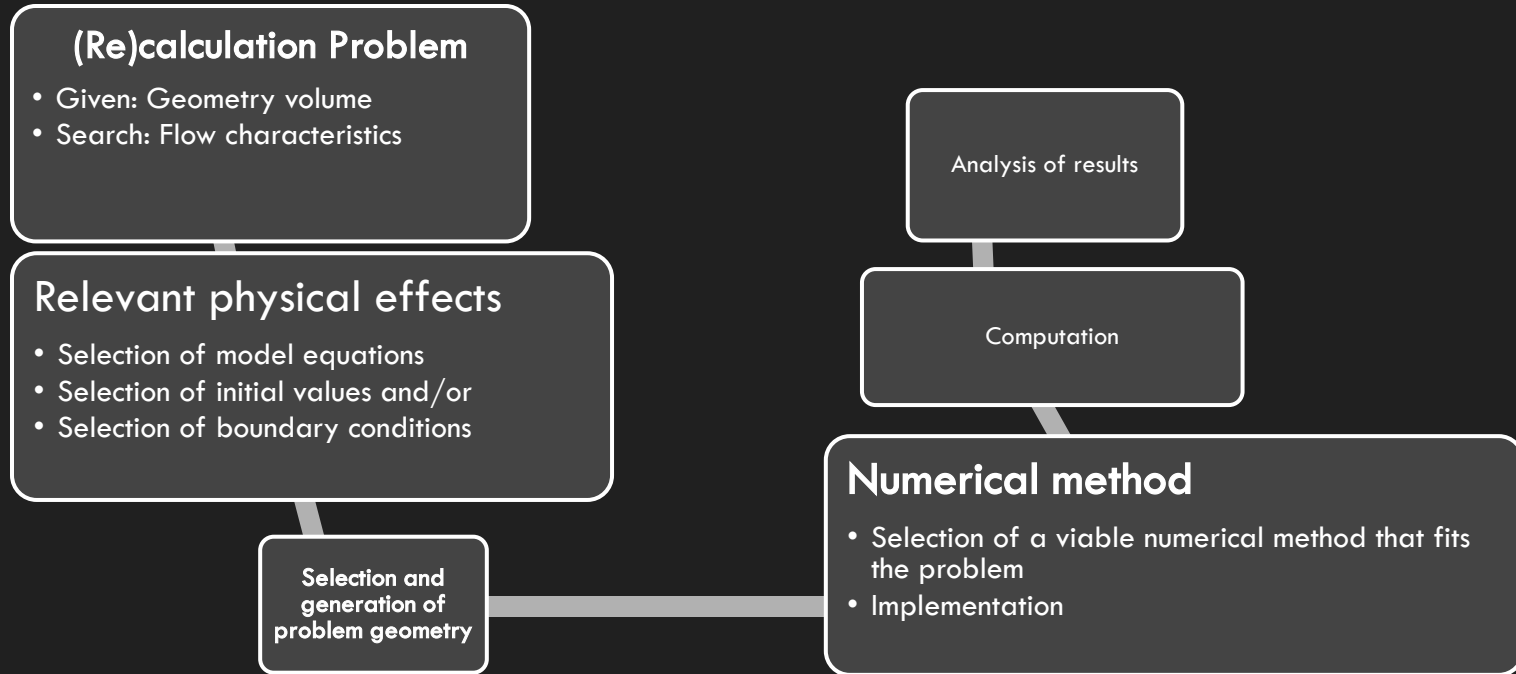 (Re)calculation Problem
• Given: Geometry volume
• Search: Flow characteristics
Relevant physical effects
• Selection of model equations
• Selection of initial values and/or
• Selection of boundary conditions
Selection and
generation of
problem geometry
Numerical method
• Selection of a viable numerical method that fits
the problem
• Implementation
Computation
Analysis of results